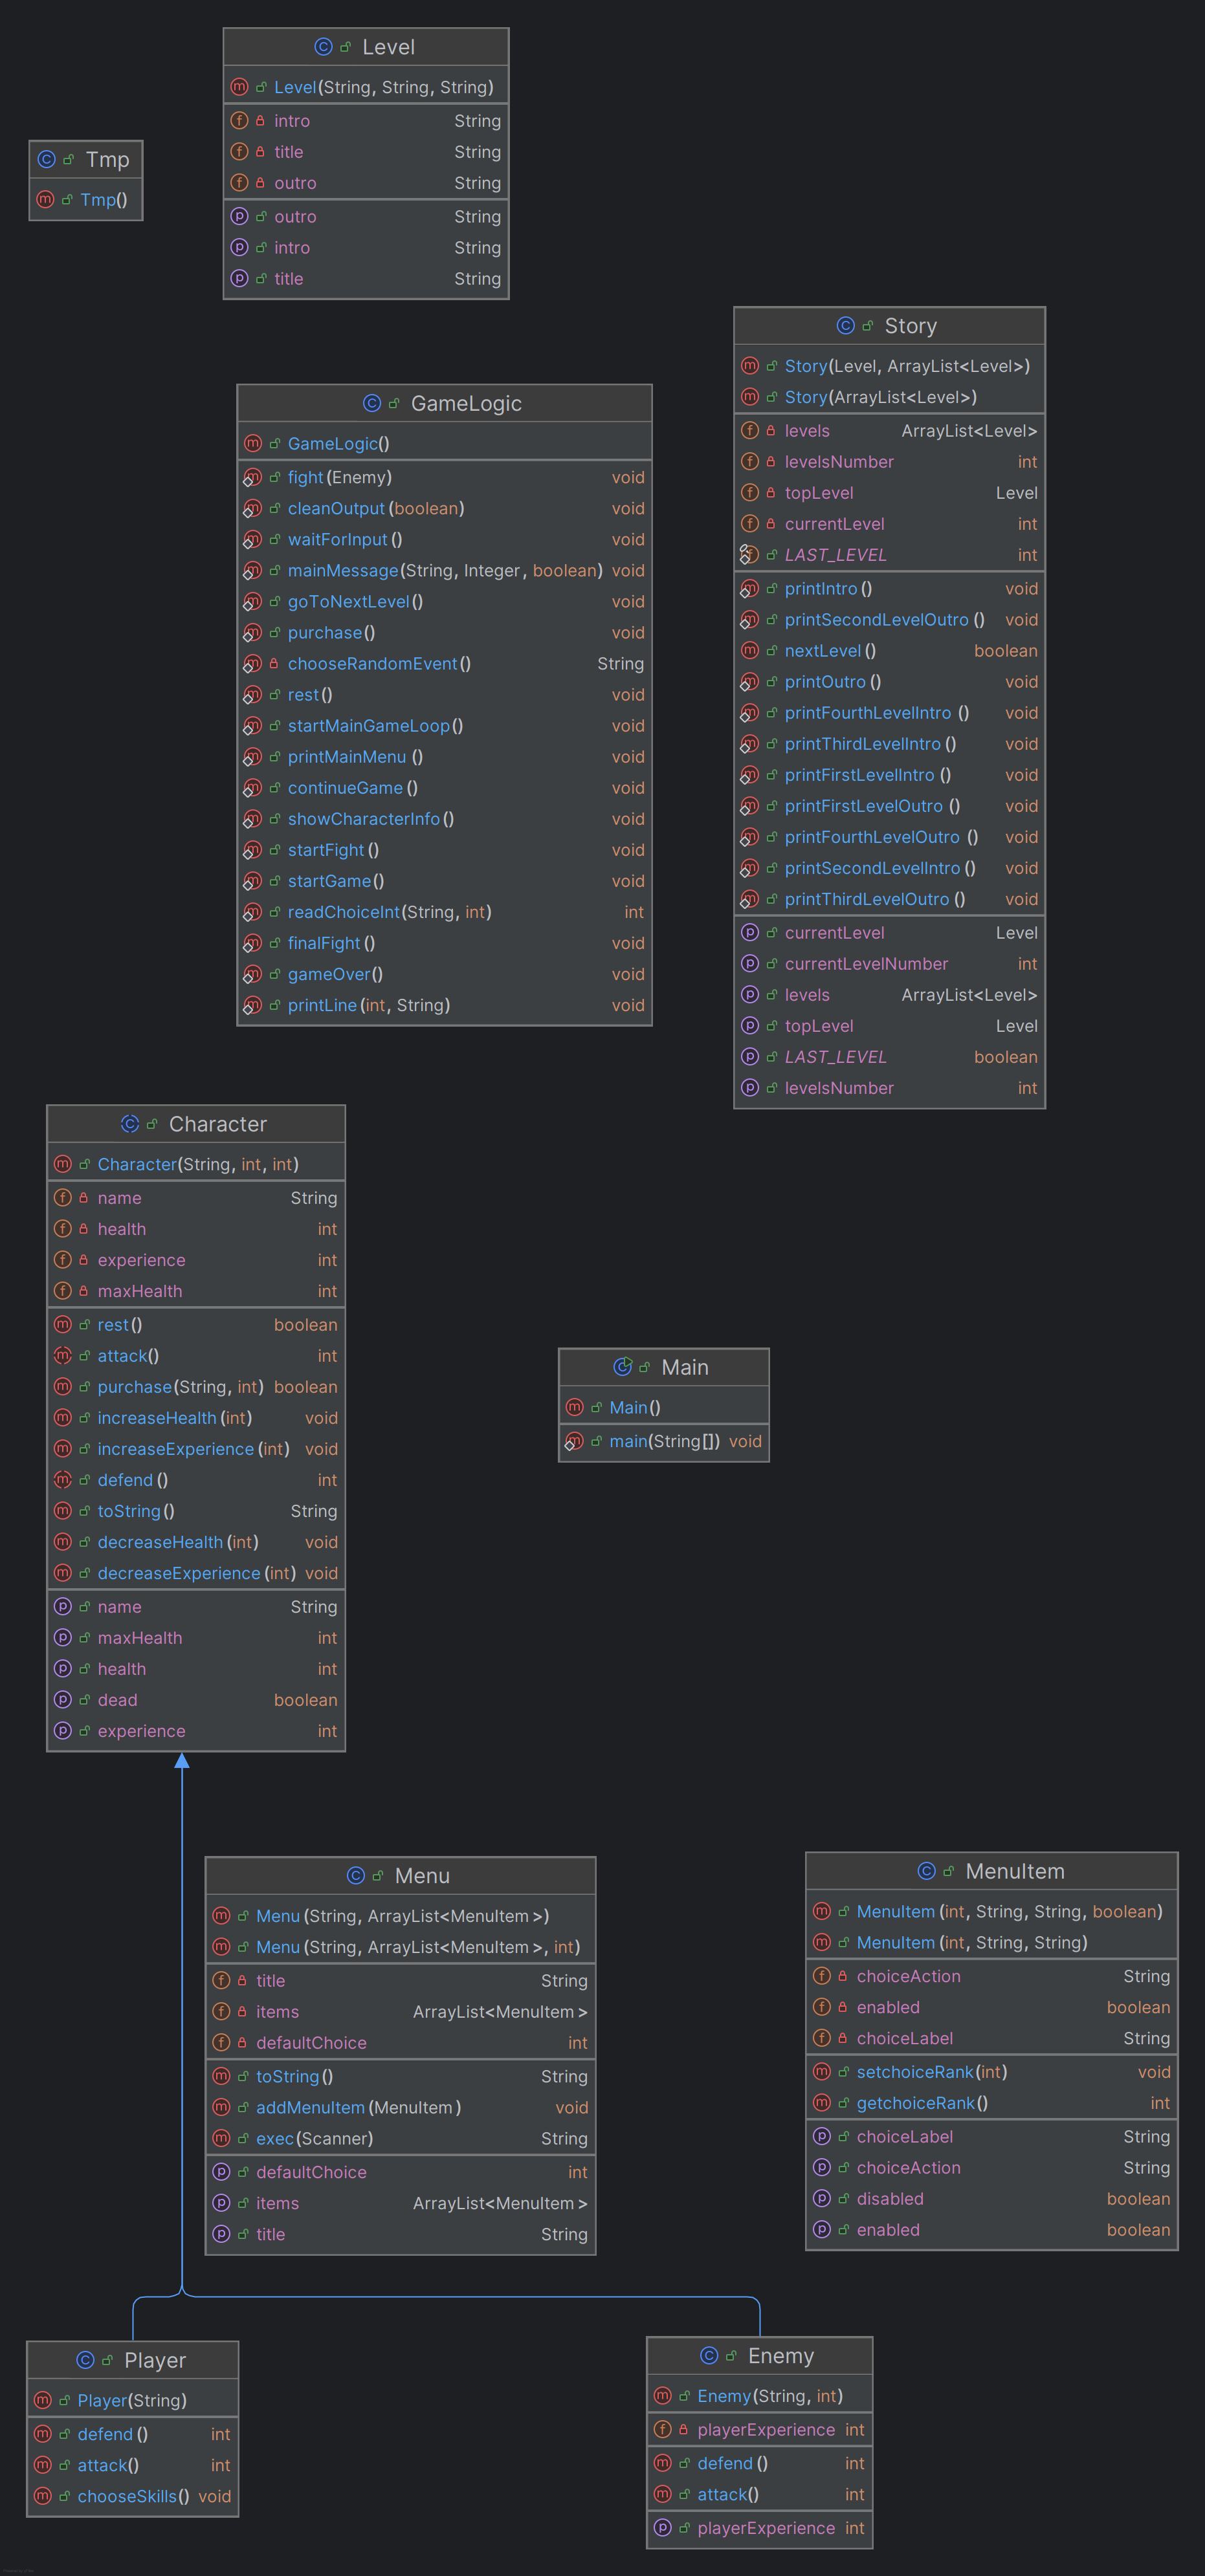 Level
Level(String, String, String)
intro String
title String
outro String
outro String
intro String
title String
Tmp
Tmp()
Story
Story(Level, ArrayList<Level>)
Story(ArrayList<Level>)
levels ArrayList<Level>
levelsNumber int
topLevel Level
currentLevel int
LAST_LEVEL int
printIntro() void
printSecondLevelOutro() void
nextLevel() boolean
printOutro() void
printFourthLevelIntro() void
printThirdLevelIntro() void
printFirstLevelIntro() void
printFirstLevelOutro() void
printFourthLevelOutro() void
printSecondLevelIntro() void
printThirdLevelOutro() void
currentLevel Level
currentLevelNumber int
levels ArrayList<Level>
topLevel Level
LAST_LEVEL boolean
levelsNumber int
GameLogic
GameLogic()
fight(Enemy) void
cleanOutput(boolean) void
waitForInput() void
mainMessage(String, Integer, boolean) void
goToNextLevel() void
purchase() void
chooseRandomEvent() String
rest() void
startMainGameLoop() void
printMainMenu() void
continueGame() void
showCharacterInfo() void
startFight() void
startGame() void
readChoiceInt(String, int) int
finalFight() void
gameOver() void
printLine(int, String) void
Character
Character(String, int, int)
name String
health int
experience int
maxHealth int
rest() boolean
attack() int
purchase(String, int) boolean
increaseHealth(int) void
increaseExperience(int) void
defend() int
toString() String
decreaseHealth(int) void
decreaseExperience(int) void
name String
maxHealth int
health int
dead boolean
experience int
Main
Main()
main(String[]) void
Menu
Menu(String, ArrayList<MenuItem>)
Menu(String, ArrayList<MenuItem>, int)
title String
items ArrayList<MenuItem>
defaultChoice int
toString() String
addMenuItem(MenuItem) void
exec(Scanner) String
defaultChoice int
items ArrayList<MenuItem>
title String
MenuItem
MenuItem(int, String, String, boolean)
MenuItem(int, String, String)
choiceAction String
enabled boolean
choiceLabel String
setchoiceRank(int) void
getchoiceRank() int
choiceLabel String
choiceAction String
disabled boolean
enabled boolean
Player
Player(String)
defend() int
attack() int
chooseSkills() void
Enemy
Enemy(String, int)
playerExperience int
defend() int
attack() int
playerExperience int